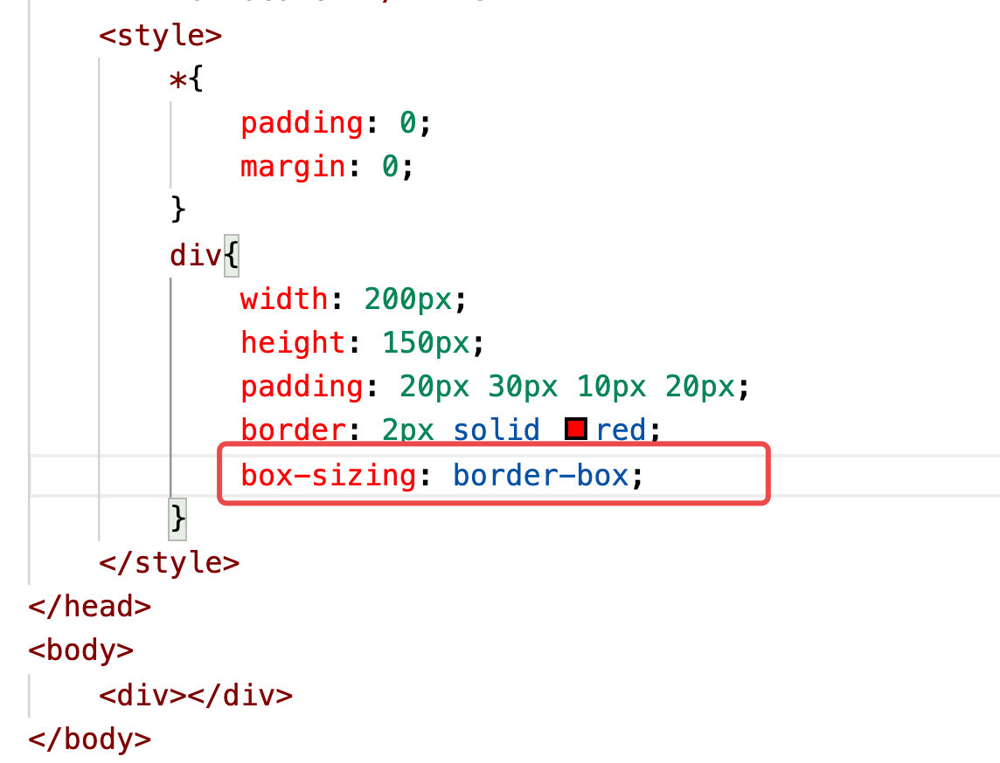 <style>
*{
padding: 0;
margin: 0;
}
div{
width: 200px;
height: 150px;
padding: 20px 30px 10px 20px;
border: 2px solid red;
box-sizing: border-box;
}
</style>
</head>
<body>
<div></div>
</body>